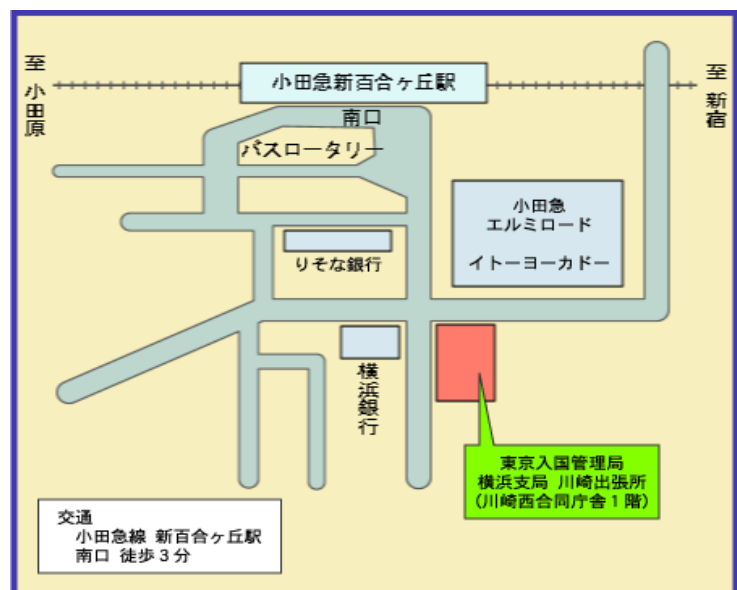 至
小田原
小田急新百合ヶ丘駅
至
新宿
南口
バスロータリー
小田急
エルミロード
イトーヨーカドー
りそな銀行
横浜銀行
東京入国管理局
横浜支局 川崎出張所
(川崎西合同庁舎１階)
交通
小田急線 新百合ヶ丘駅
南口 徒歩３分